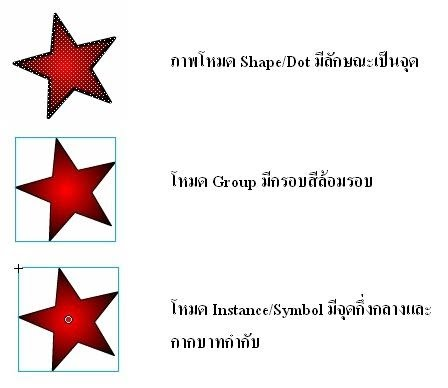 ภาพโหมด Shape/Dot มีลักษณะเป็นจุด
โหมด Group มีกรอบสีล้อมรอบ
โหมด Instance/Symbol มีจุดกึ่งกลางและ
กากบาทกำกับ